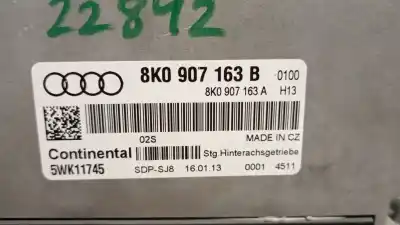 22842
8K0 907 163 B 0100
8K0 907 163 A H13
02S MADE IN CZ
Continental Stg.Hinterachsgetriebe
5WK11745 SDP-SJ8 16.01.13 0001 4511